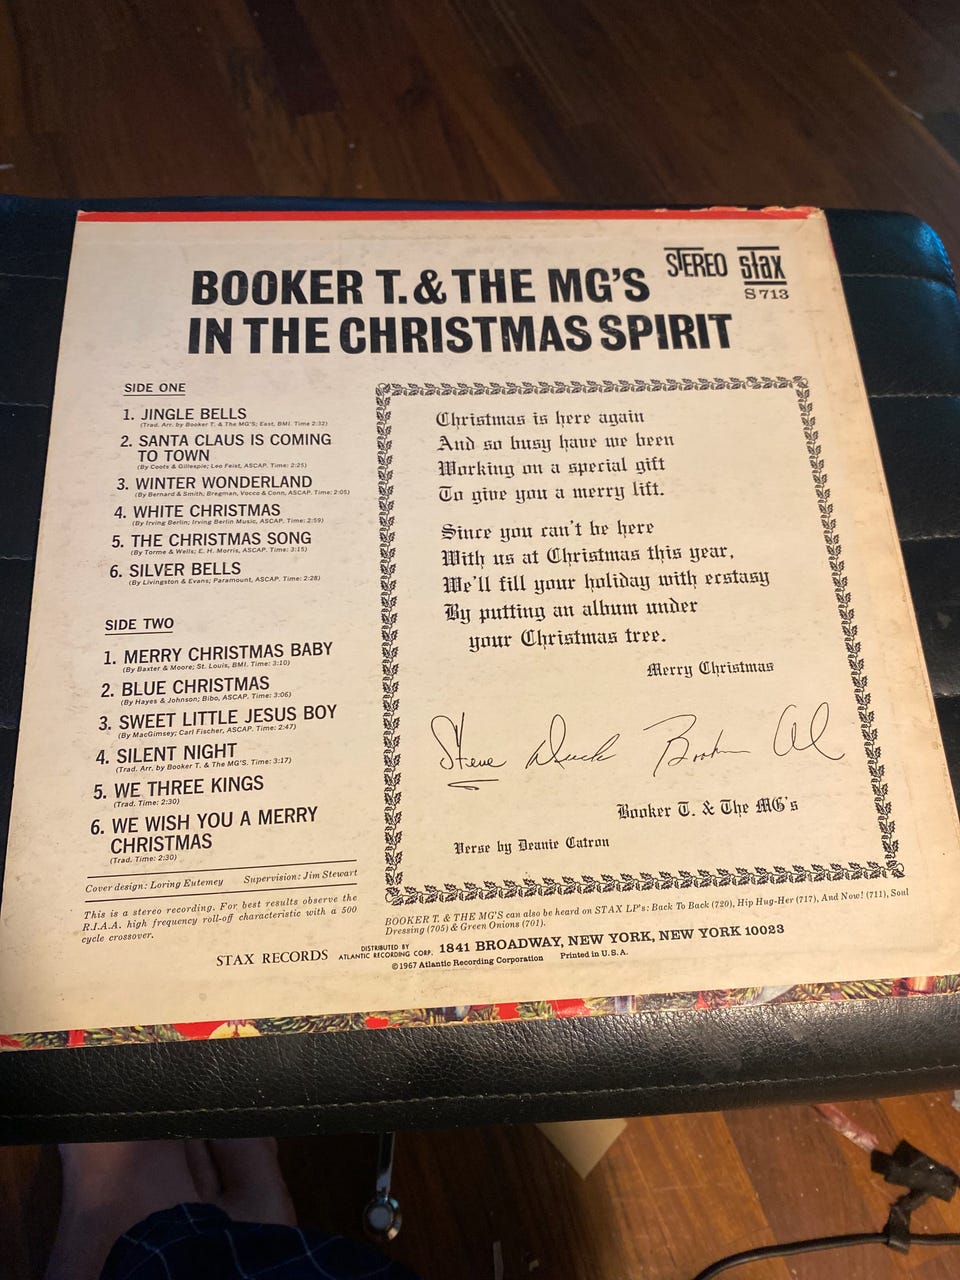 BOOKER T. & THE MG'S
IN THE CHRISTMAS SPIRIT
STEREO stax
S 713
SIDE ONE
1. JINGLE BELLS
(Trad. Arr. by Booker T. & The MG'S; East, BMI. Time 2:32)
2. SANTA CLAUS IS COMING
TO TOWN
(By Coots & Gillespie; Leo Feist, ASCAP. Time: 2:25)
3. WINTER WONDERLAND
(By Bernard & Smith; Bregman, Vocco & Conn, ASCAP. Time: 2:05)
4. WHITE CHRISTMAS
(By Irving Berlin; Irving Berlin Music, ASCAP. Time: 2:59)
5. THE CHRISTMAS SONG
(By Torme & Wells; E. H. Morris, ASCAP. Time: 3:15)
6. SILVER BELLS
(By Livingston & Evans; Paramount, ASCAP. Time: 2:28)
SIDE TWO
1. MERRY CHRISTMAS BABY
(By Baxter & Moore; St. Louis, BMI. Time: 3:10)
2. BLUE CHRISTMAS
(By Hayes & Johnson; Bibo, ASCAP. Time: 3:06)
3. SWEET LITTLE JESUS BOY
(By MacGimsey; Carl Fischer, ASCAP. Time: 2:47)
4. SILENT NIGHT
(Trad. Arr. by Booker T. & The MG'S. Time: 3:17)
5. WE THREE KINGS
(Trad. Time: 2:30)
6. WE WISH YOU A MERRY
CHRISTMAS
(Trad. Time: 2:30)
Cover design: Loring Eutemey Supervision: Jim Stewart
This is a stereo recording. For best results observe the
R.I.A.A. high frequency roll-off characteristic with a 500
cycle crossover.
Christmas is here again
And so busy have we been
Working on a special gift
To give you a merry lift.
Since you can't be here
With us at Christmas this year,
We'll fill your holiday with ecstasy
By putting an album under
your Christmas tree.
Merry Christmas
Steve Duck Booker Al
Booker T. & The MG's
Verse by Deanie Catron
BOOKER T. & THE MG'S can also be heard on STAX LP's: Back To Back (720), Hip Hug-Her (717), And Now! (711), Soul
Dressing (705) & Green Onions (701).
STAX RECORDS DISTRIBUTED BY
ATLANTIC RECORDING CORP. 1841 BROADWAY, NEW YORK, NEW YORK 10023
©1967 Atlantic Recording Corporation Printed in U.S.A.